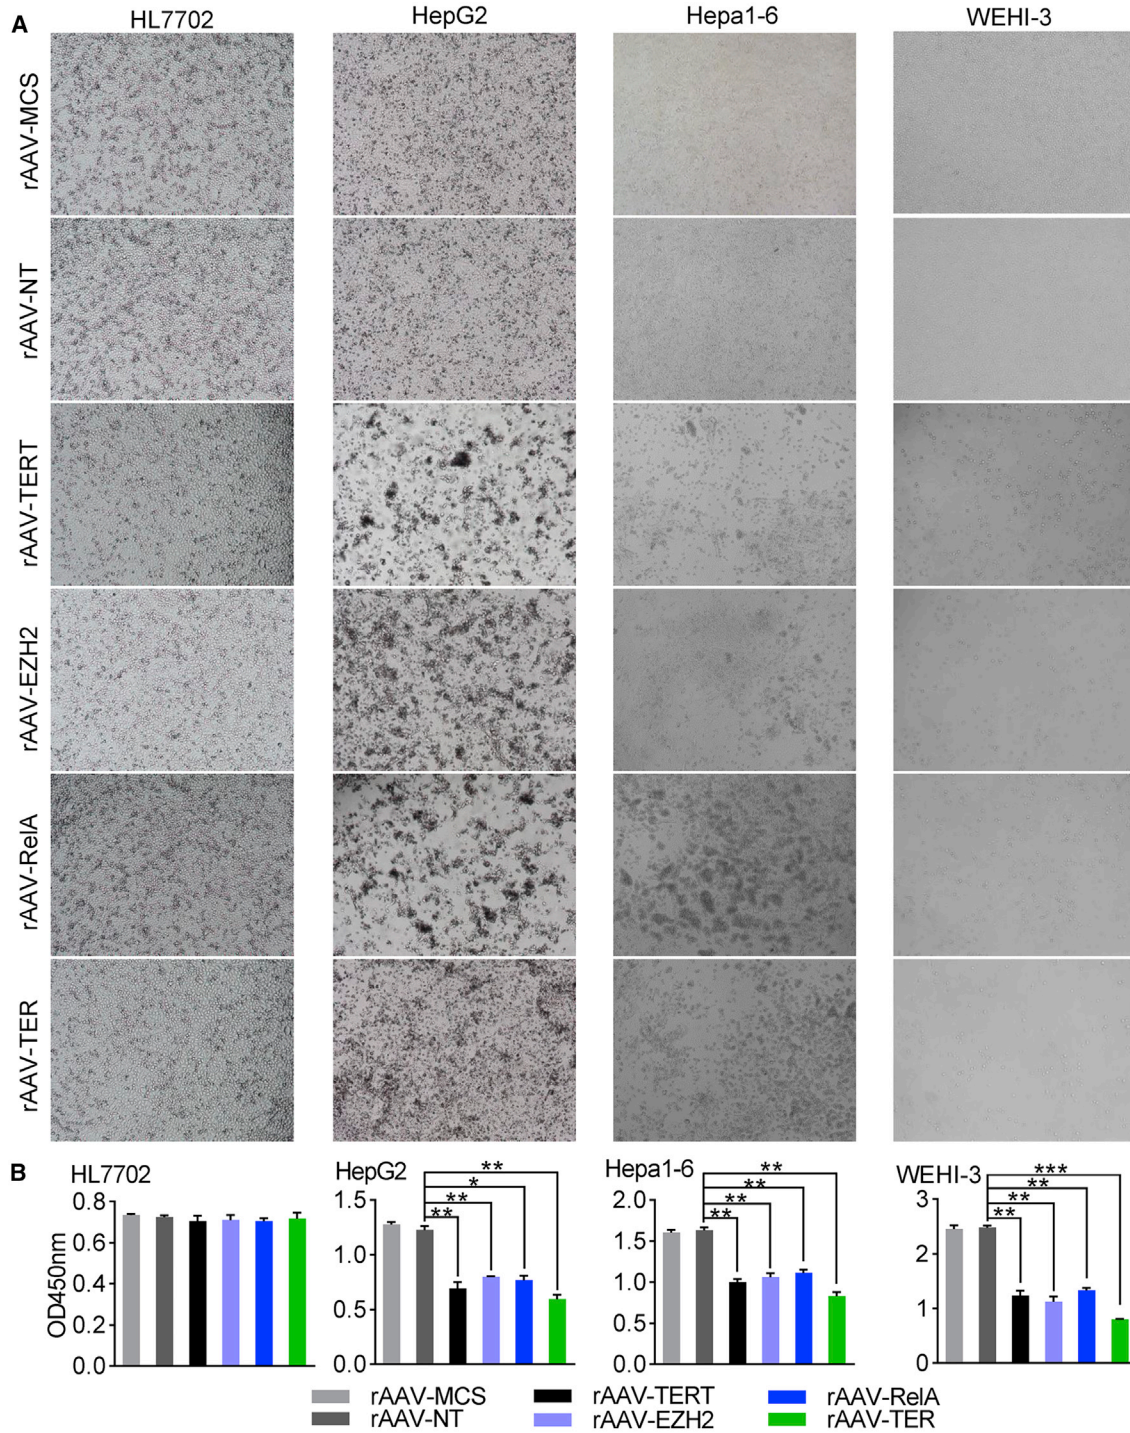 A
HL7702 HepG2 Hepa1-6 WEHI-3
rAAV-MCS
rAAV-NT
rAAV-TERT
rAAV-EZH2
rAAV-RelA
rAAV-TER
B
HL7702
OD450nm
0.8
0.6
0.4
0.2
0.0
HepG2
**
*
**
**
1.5
1.0
0.5
0.0
Hepa1-6
**
**
**
**
2.0
1.5
1.0
0.5
0.0
WEHI-3
***
**
**
**
3
2
1
0
rAAV-MCS rAAV-TERT rAAV-RelA
rAAV-NT rAAV-EZH2 rAAV-TER